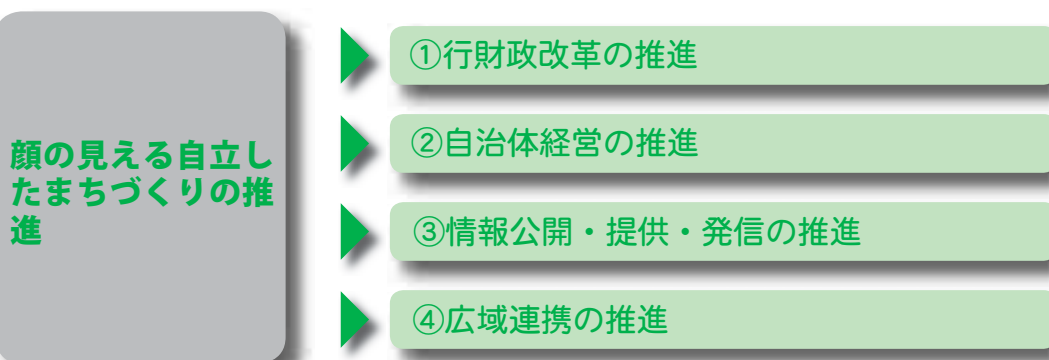 顔の見える自立し
たまちづくりの推
進
①行財政改革の推進
②自治体経営の推進
③情報公開・提供・発信の推進
④広域連携の推進